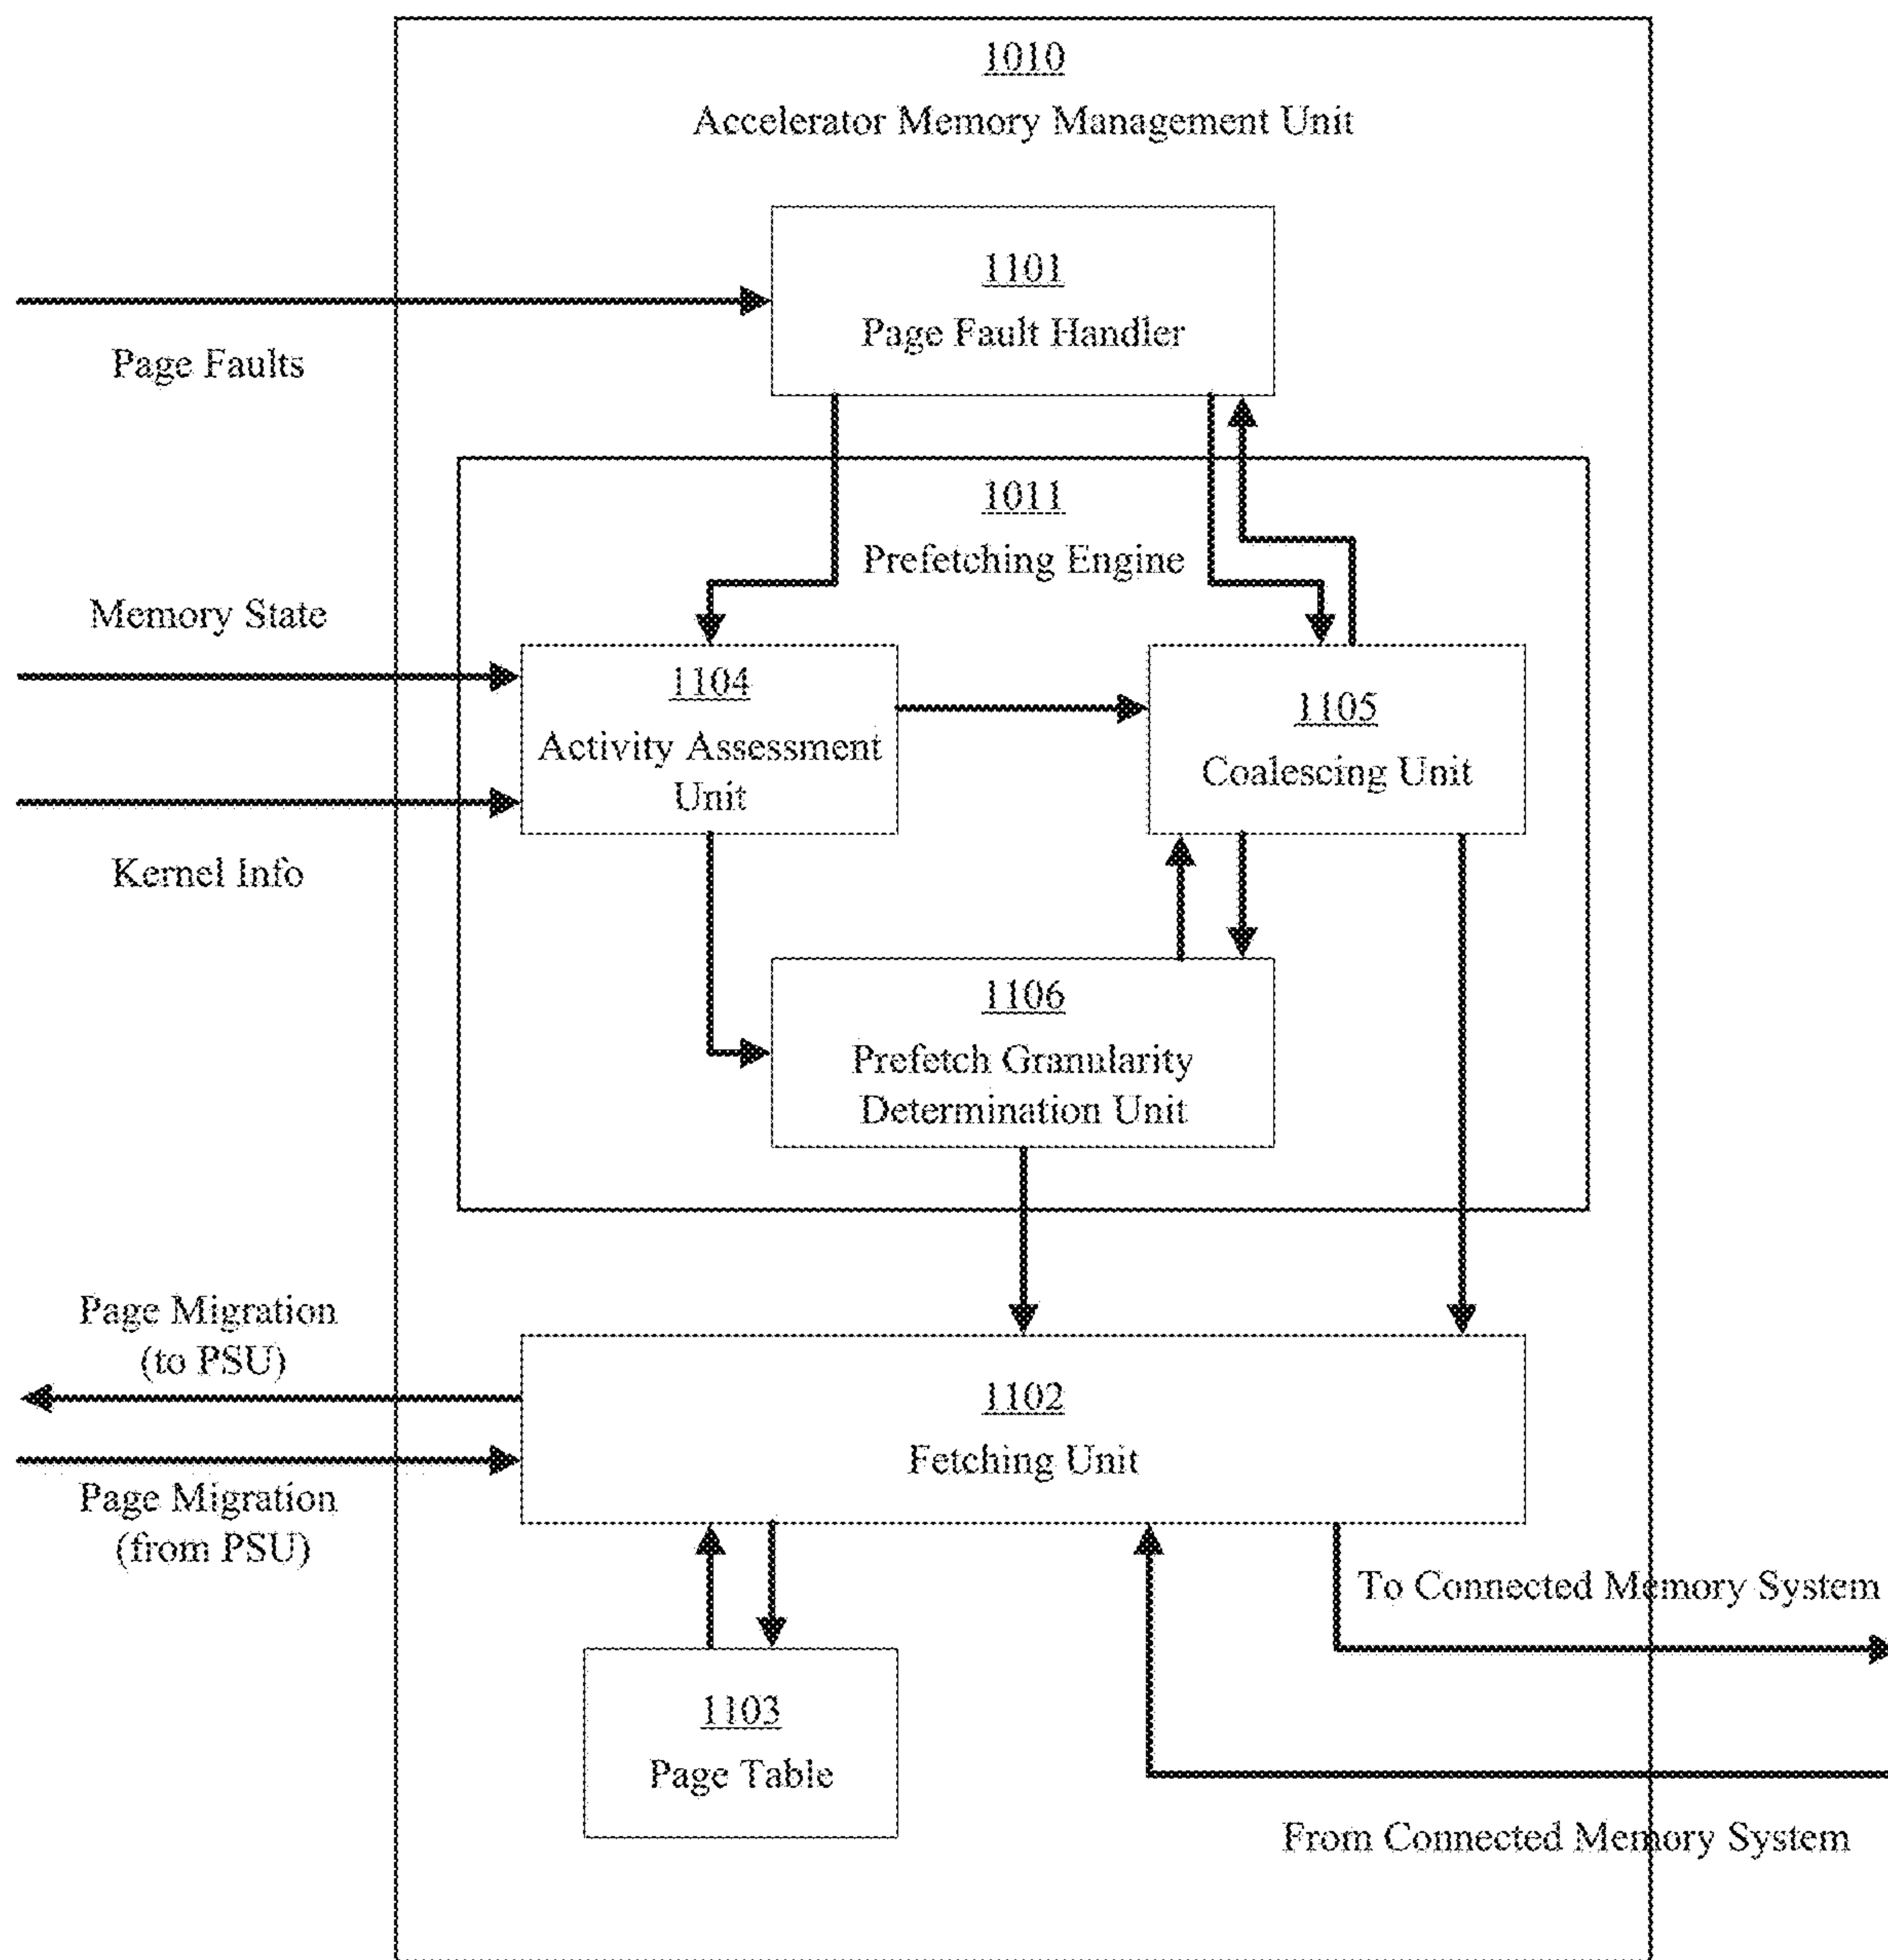 1010
Accelerator Memory Management Unit
1101
Page Fault Handler
Page Faults
1011
Prefetching Engine
Memory State
1104
Activity Assessment
Unit
1105
Coalescing Unit
Kernel Info
1106
Prefetch Granularity
Determination Unit
Page Migration
(to PSU)
1102
Fetching Unit
Page Migration
(from PSU)
To Connected Memory System
1103
Page Table
From Connected Memory System